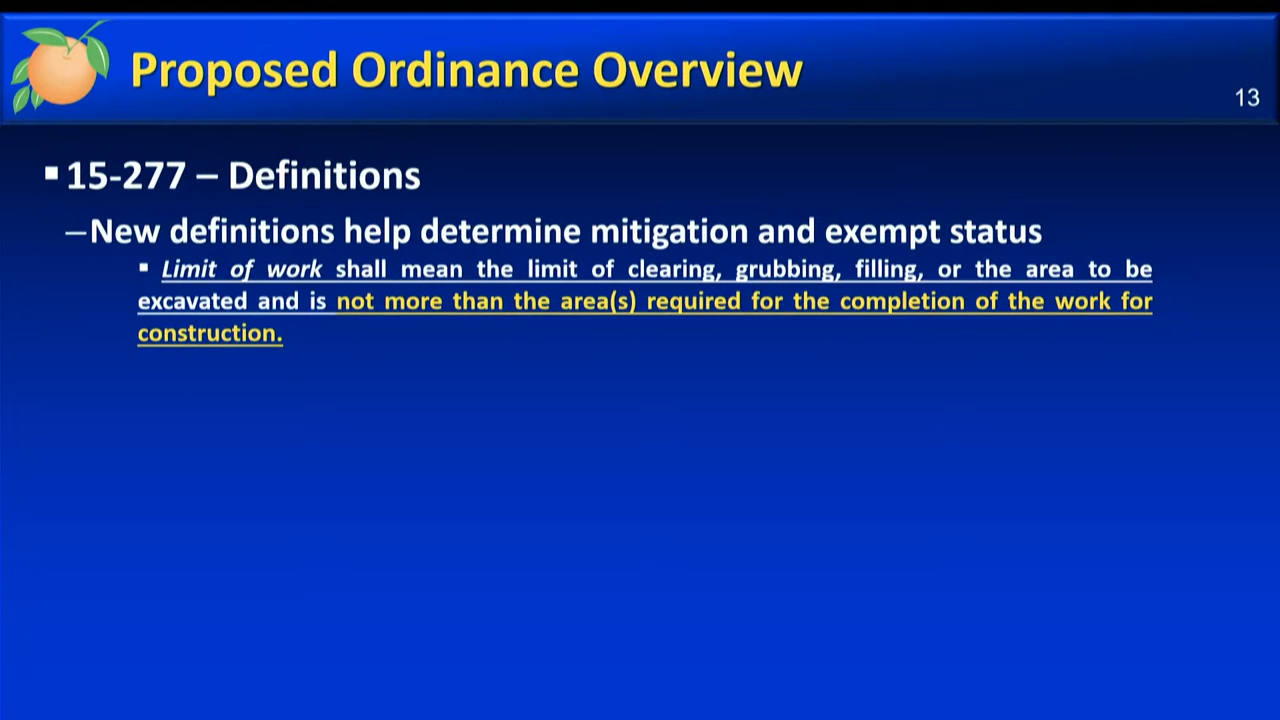 Proposed Ordinance Overview
13
▪ 15-277 – Definitions
– New definitions help determine mitigation and exempt status
▪ Limit of work shall mean the limit of clearing, grubbing, filling, or the area to be
excavated and is not more than the area(s) required for the completion of the work for
construction.